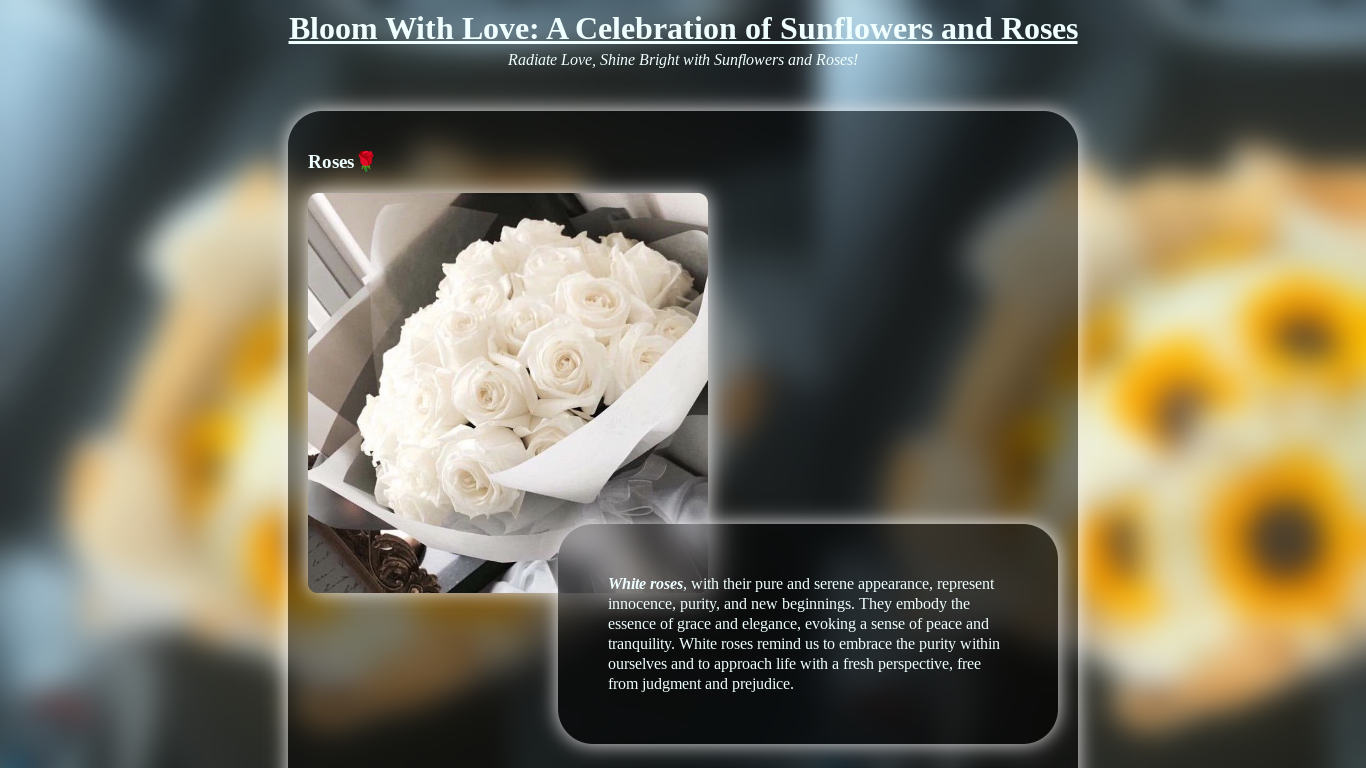 Bloom With Love: A Celebration of Sunflowers and Roses
Radiate Love, Shine Bright with Sunflowers and Roses!
Roses🌹
White roses, with their pure and serene appearance, represent
innocence, purity, and new beginnings. They embody the
essence of grace and elegance, evoking a sense of peace and
tranquility. White roses remind us to embrace the purity within
ourselves and to approach life with a fresh perspective, free
from judgment and prejudice.